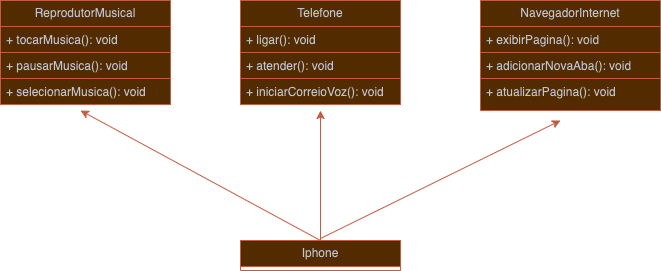 ReprodutorMusical
+ tocarMusica(): void
+ pausarMusica(): void
+ selecionarMusica(): void
Telefone
+ ligar(): void
+ atender(): void
+ iniciarCorreioVoz(): void
NavegadorInternet
+ exibirPagina(): void
+ adicionarNovaAba(): void
+ atualizarPagina(): void
Iphone